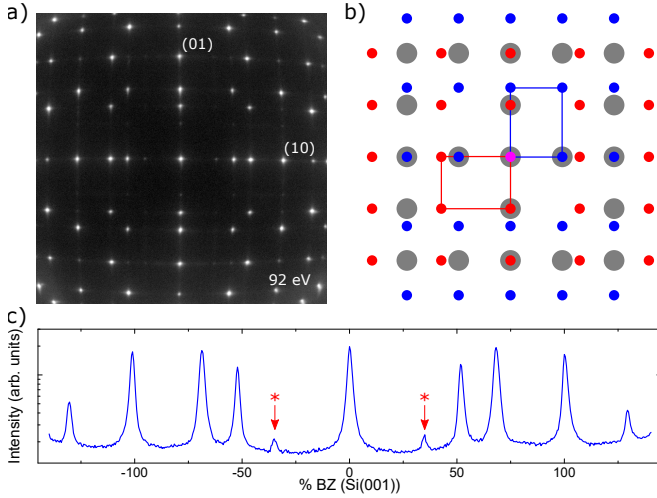 a)
(01)
(10)
92 eV
b)
c)
Intensity (arb. units)
*
*
-100
-50
0
50
100
% BZ (Si(001))